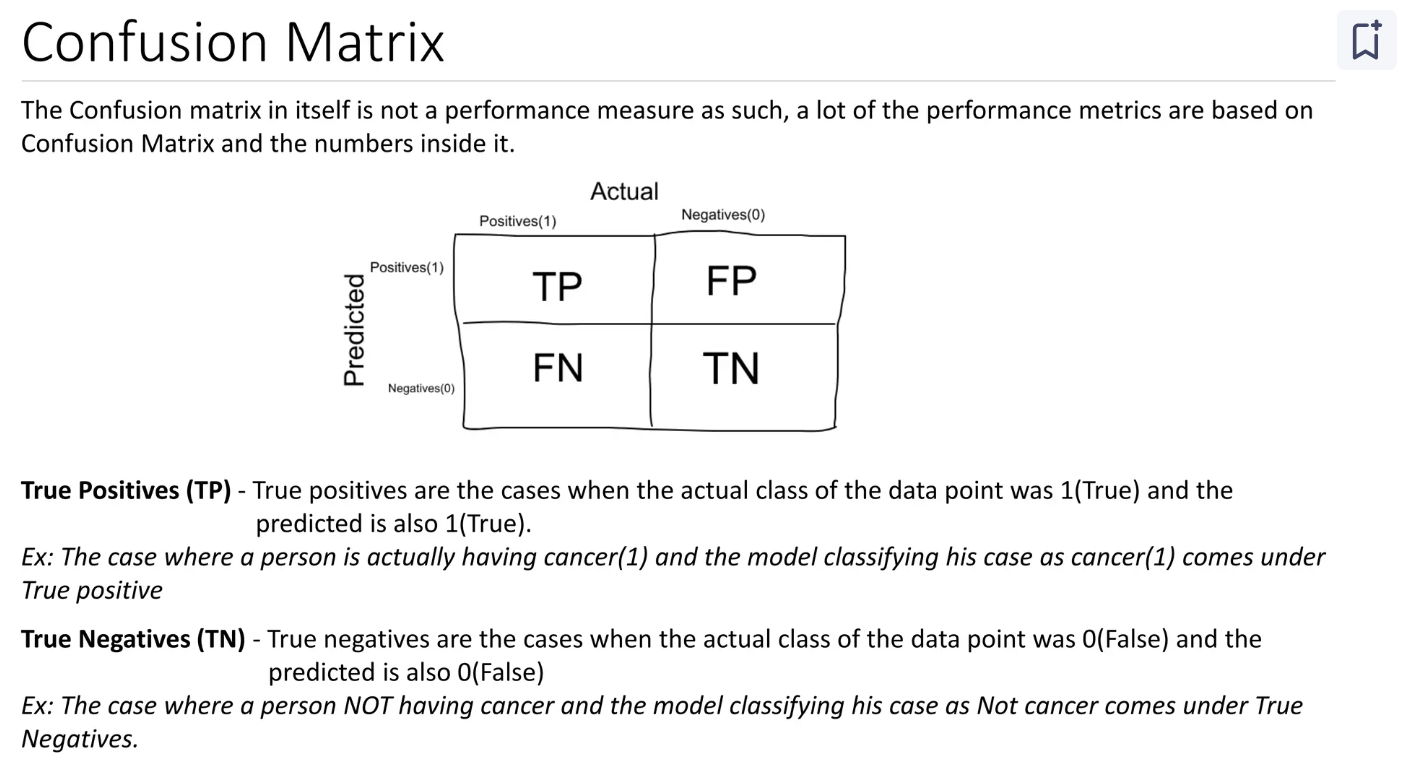 Confusion Matrix
The Confusion matrix in itself is not a performance measure as such, a lot of the performance metrics are based on
Confusion Matrix and the numbers inside it.
Actual
Positives(1)
Negatives(0)
Predicted
Positives(1)
TP
FP
Negatives(0)
FN
TN
True Positives (TP) - True positives are the cases when the actual class of the data point was 1(True) and the
predicted is also 1(True).
Ex: The case where a person is actually having cancer(1) and the model classifying his case as cancer(1) comes under
True positive
True Negatives (TN) - True negatives are the cases when the actual class of the data point was 0(False) and the
predicted is also 0(False)
Ex: The case where a person NOT having cancer and the model classifying his case as Not cancer comes under True
Negatives.